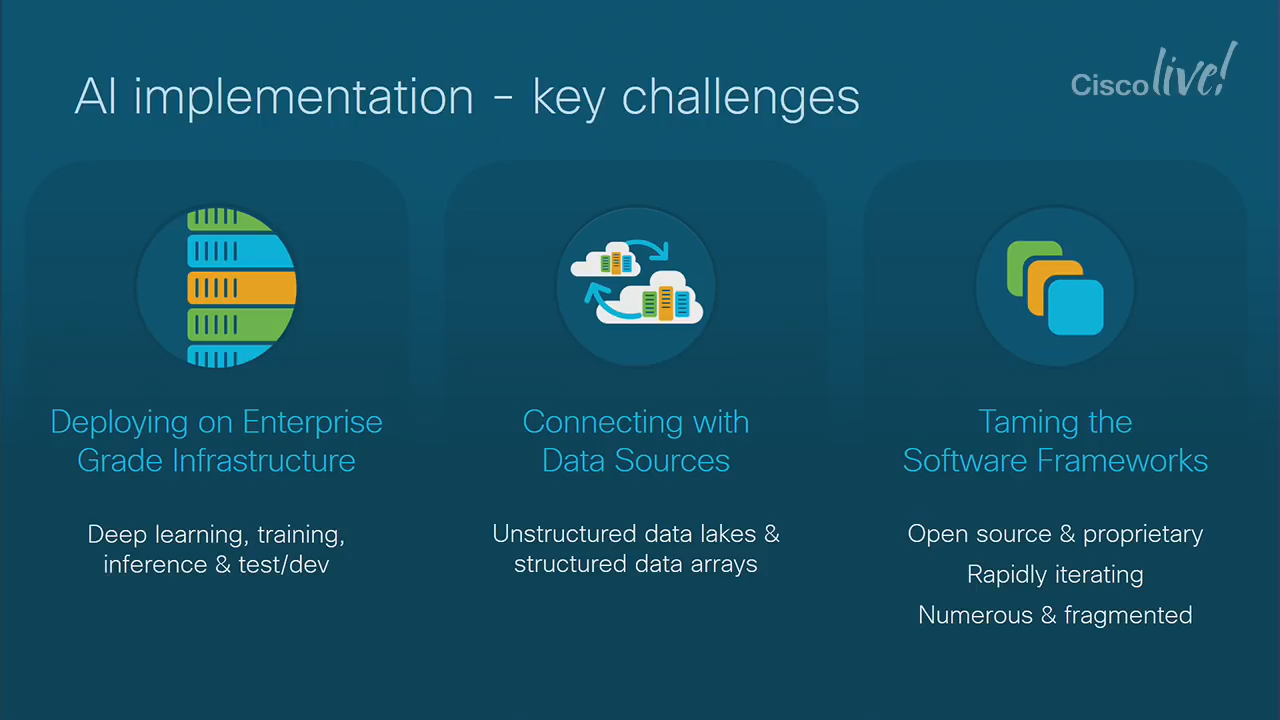 AI implementation – key challenges
Cisco live!
Deploying on Enterprise
Grade Infrastructure
Deep learning, training,
inference & test/dev
Connecting with
Data Sources
Unstructured data lakes &
structured data arrays
Taming the
Software Frameworks
Open source & proprietary
Rapidly iterating
Numerous & fragmented